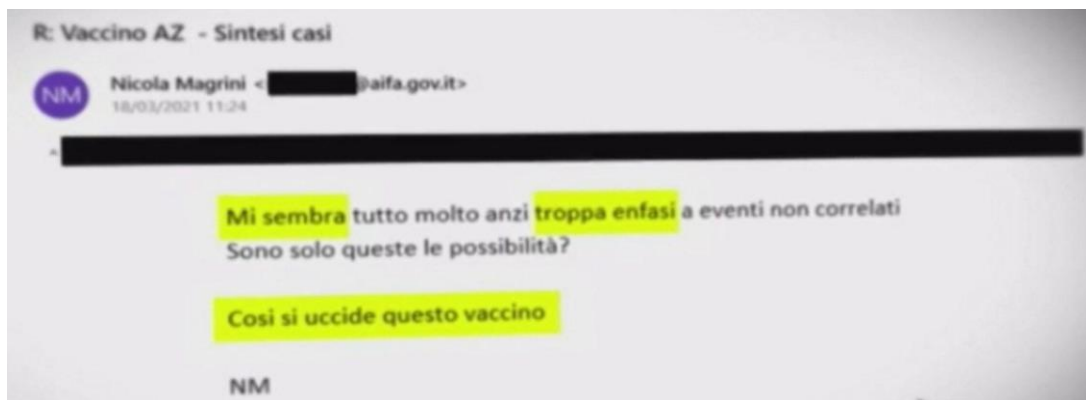 R: Vaccino AZ - Sintesi casi
NM
Nicola Magrini < @aifa.gov.it>
18/03/2021 11:24
Mi sembra tutto molto anzi troppa enfasi a eventi non correlati
Sono solo queste le possibilità?
Cosi si uccide questo vaccino
NM